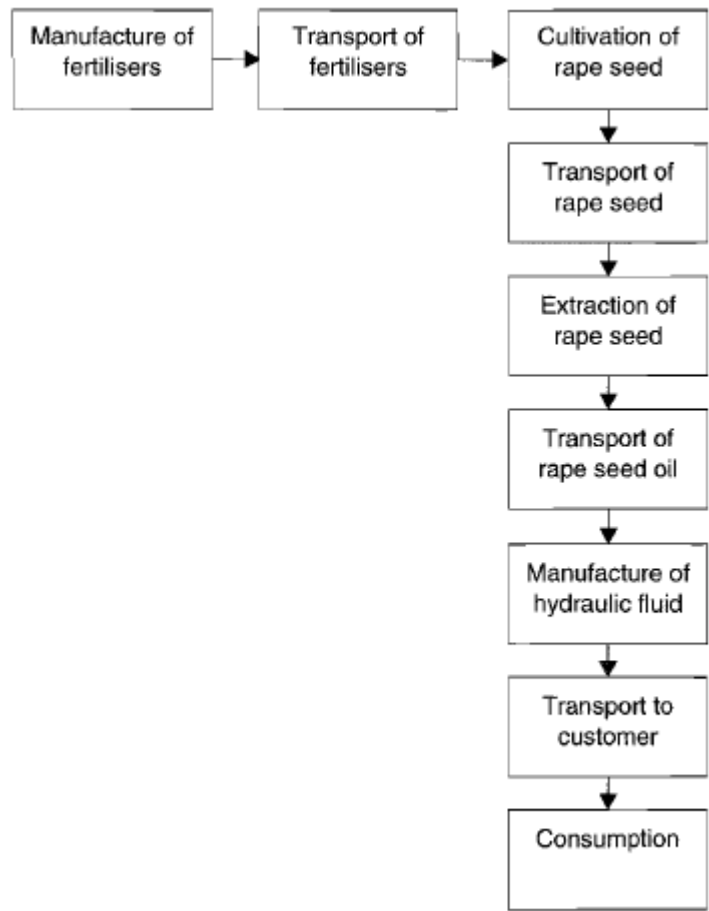 Manufacture of
fertilisers
Transport of
fertilisers
Cultivation of
rape seed
Transport of
rape seed
Extraction of
rape seed
Transport of
rape seed oil
Manufacture of
hydraulic fluid
Transport to
customer
Consumption